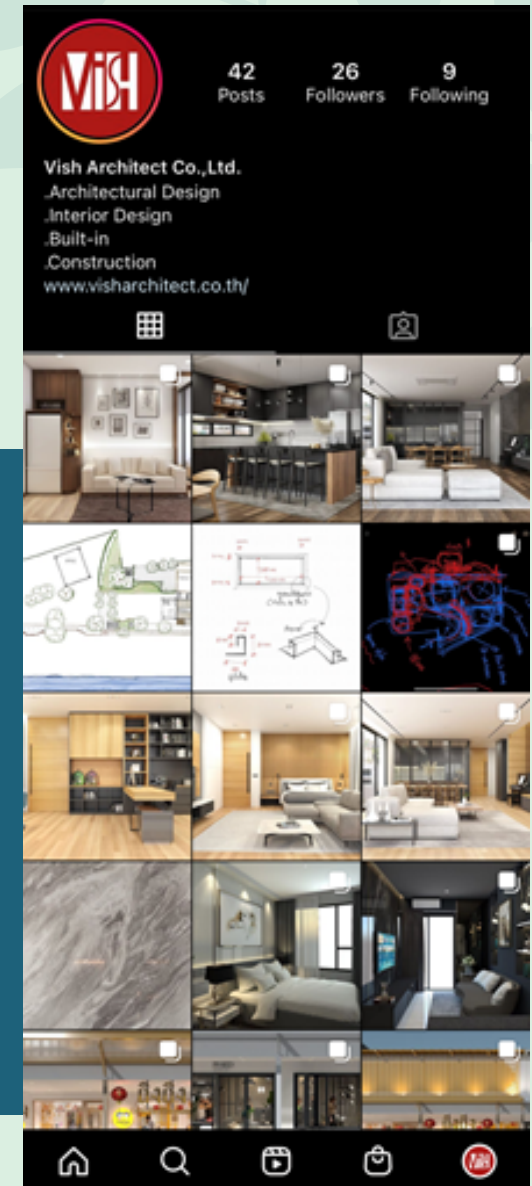 ViSH
42 26 9
Posts Followers Following
Vish Architect Co.,Ltd.
.Architectural Design
.Interior Design
.Built-in
.Construction
www.visharchitect.co.th/
ViSH